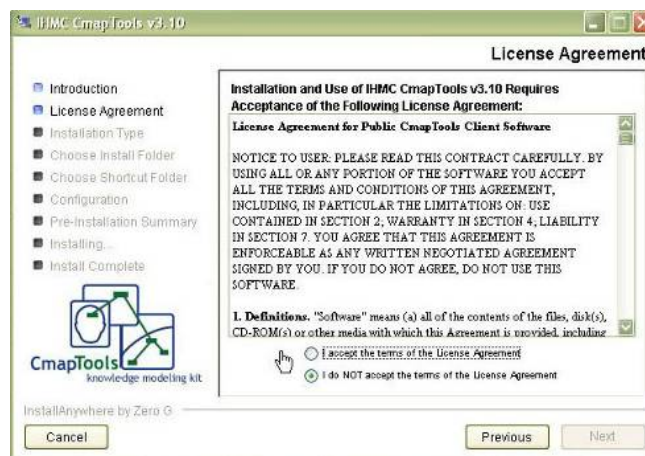 IHMC CmapTools v3.10
License Agreement
Introduction
License Agreement
Installation Type
Choose Install Folder
Choose Shortcut Folder
Configuration
Pre-Installation Summary
Installing...
Install Complete
CmapTools
knowledge modeling kit
Installation and Use of IHMC CmapTools v3.10 Requires
Acceptance of the Following License Agreement:
License Agreement for Public CmapTools Client Software
NOTICE TO USER: PLEASE READ THIS CONTRACT CAREFULLY. BY
USING ALL OR ANY PORTION OF THE SOFTWARE YOU ACCEPT
ALL THE TERMS AND CONDITIONS OF THIS AGREEMENT,
INCLUDING, IN PARTICULAR THE LIMITATIONS ON: USE
CONTAINED IN SECTION 2; WARRANTY IN SECTION 4; LIABILITY
IN SECTION 7. YOU AGREE THAT THIS AGREEMENT IS
ENFORCEABLE AS ANY WRITTEN NEGOTIATED AGREEMENT
SIGNED BY YOU. IF YOU DO NOT AGREE, DO NOT USE THIS
SOFTWARE.
1. Definitions. "Software" means (a) all of the contents of the files, disk(s),
CD-ROM(s) or other media with which this Agreement is provided, including
I accept the terms of the License Agreement
I do NOT accept the terms of the License Agreement
InstallAnywhere by Zero G
Cancel
Previous
Next